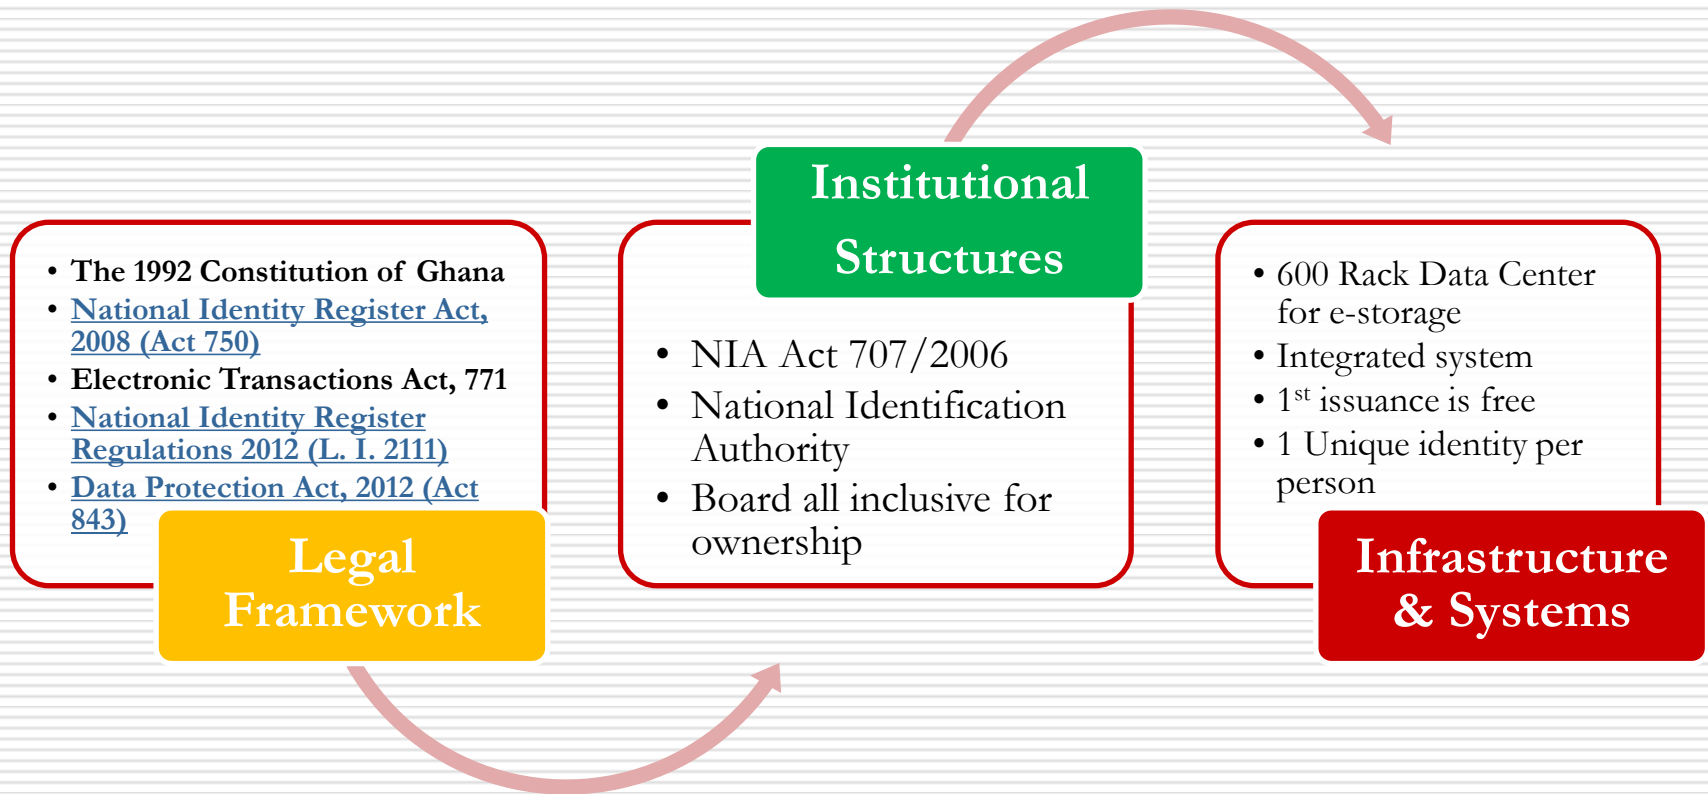 • The 1992 Constitution of Ghana
• National Identity Register Act,
2008 (Act 750)
• Electronic Transactions Act, 771
• National Identity Register
Regulations 2012 (L. I. 2111)
• Data Protection Act, 2012 (Act
843)
Legal
Framework
Institutional
Structures
• NIA Act 707/2006
• National Identification
Authority
• Board all inclusive for
ownership
• 600 Rack Data Center
for e-storage
• Integrated system
• 1st issuance is free
• 1 Unique identity per
person
Infrastructure
& Systems